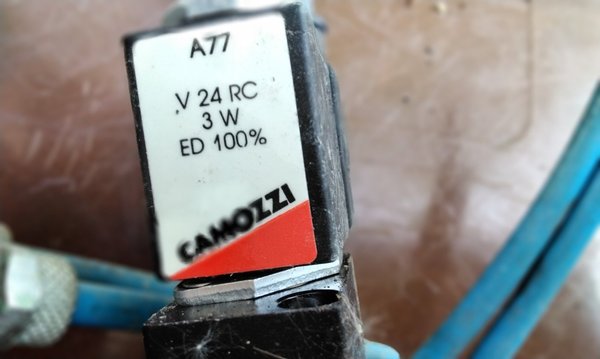 A77
V 24 RC
3 W
ED 100%
CAMOZZI